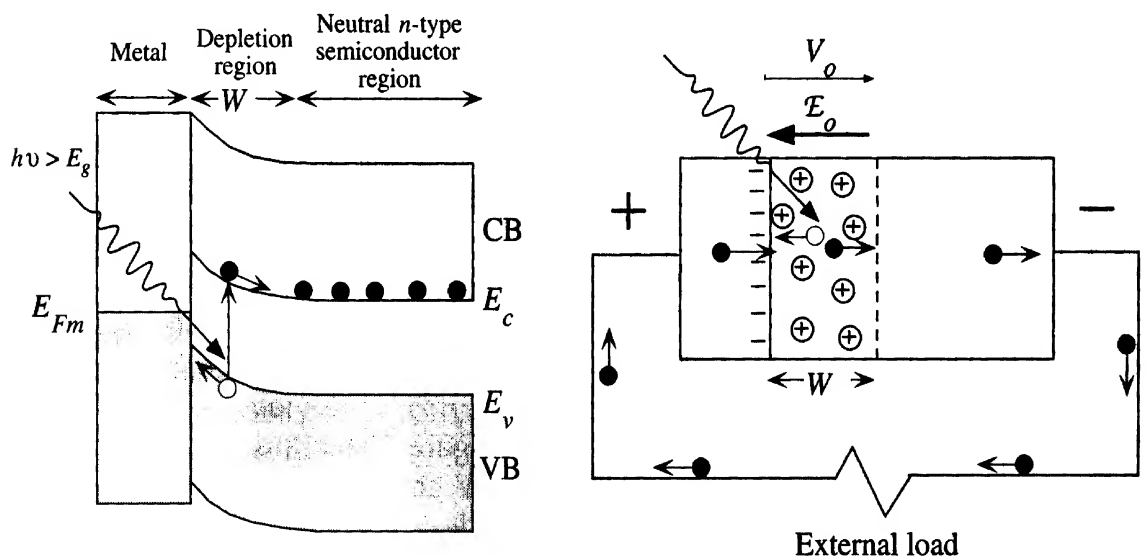 Metal
Depletion
region
W
Neutral n-type
semiconductor
region
hυ > E_g
CB
E_c
E_Fm
E_v
VB
V_o
ℰ_o
+
−
W
External load